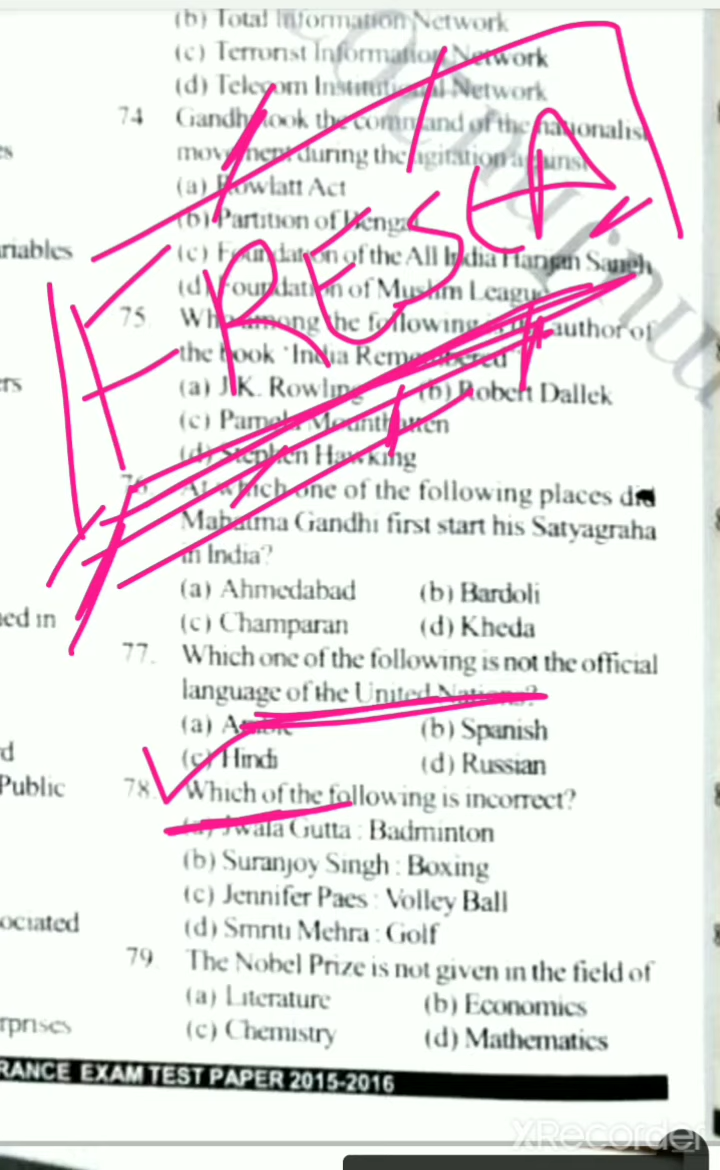 (b) Total Information Network
(c) Terrorist Information Network
(d) Telecom Institutional Network
74 Gandhi took the command of the nationalist
es movement during the agitation against
(a) Rowlatt Act
(b) Partition of Bengal
riables (c) Foundation of the All India Harijan Sangh
(d) Foundation of Muslim League
75. Who among the following is the author of
the book 'India Remembered'?
ers (a) J.K. Rowling (b) Robert Dallek
(c) Pamela Mountbatten
(d) Stephen Hawking
76. At which one of the following places did
Mahatma Gandhi first start his Satyagraha
in India?
(a) Ahmedabad (b) Bardoli
ed in (c) Champaran (d) Kheda
77. Which one of the following is not the official
language of the United Nations?
(a) Arabic (b) Spanish
d (c) Hindi (d) Russian
Public 78. Which of the following is incorrect?
(a) Jwala Gutta : Badminton
(b) Suranjoy Singh : Boxing
(c) Jennifer Paes : Volley Ball
ociated (d) Smriti Mehra : Golf
79. The Nobel Prize is not given in the field of
(a) Literature (b) Economics
rprises (c) Chemistry (d) Mathematics
RANCE EXAM TEST PAPER 2015-2016
XRecorder